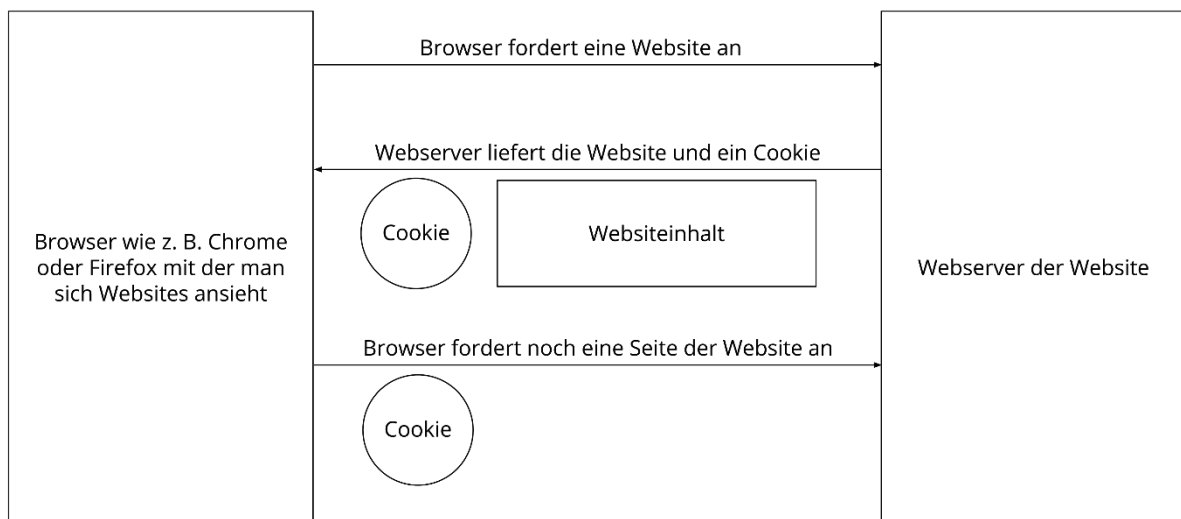 Browser fordert eine Website an
Webserver liefert die Website und ein Cookie
Cookie
Websiteinhalt
Browser wie z. B. Chrome
oder Firefox mit der man
sich Websites ansieht
Webserver der Website
Browser fordert noch eine Seite der Website an
Cookie